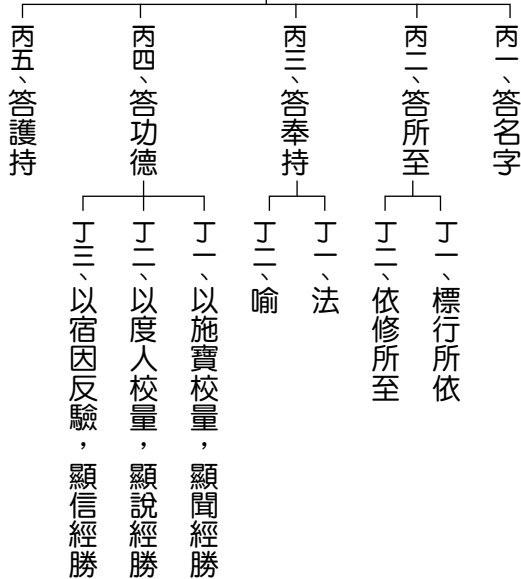 丙一、答名字
丙二、答所至
丁一、標行所依
丁二、依修所至
丙三、答奉持
丁一、法
丁二、喻
丙四、答功德
丁一、以施寶校量，顯聞經勝
丁二、以度人校量，顯說經勝
丁三、以宿因反驗，顯信經勝
丙五、答護持